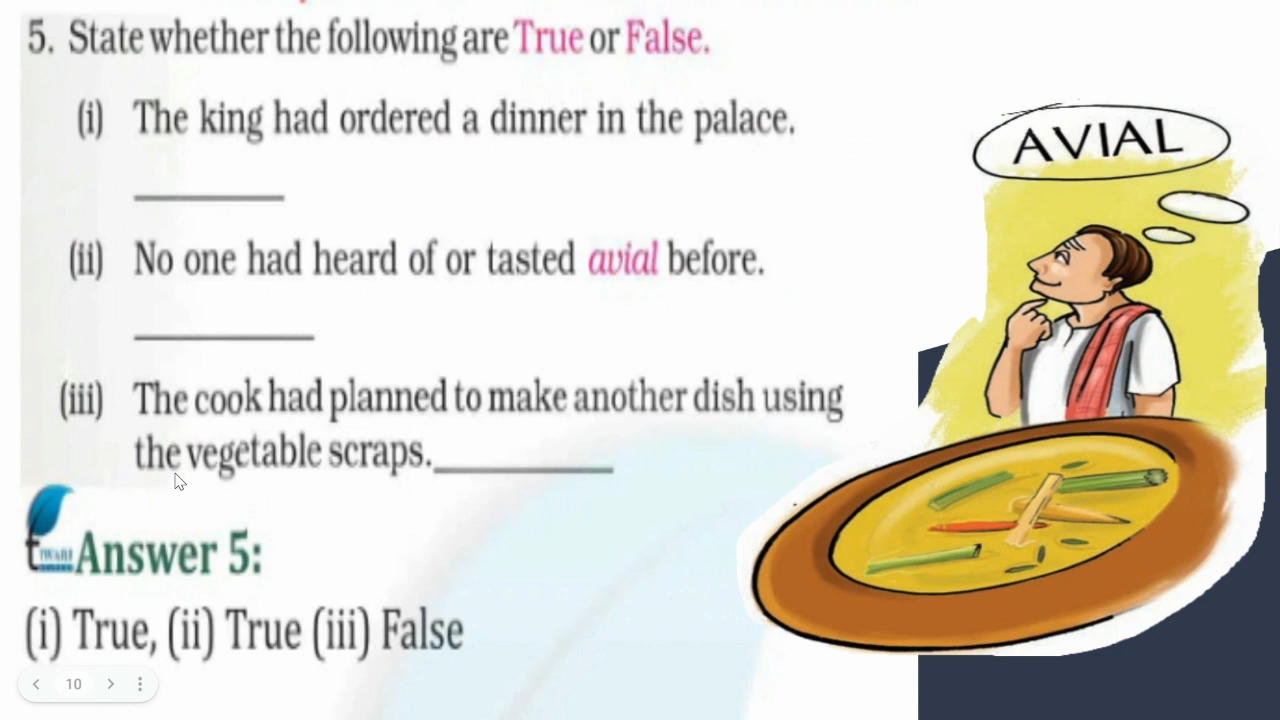 5. State whether the following are True or False.
(i) The king had ordered a dinner in the palace.
(ii) No one had heard of or tasted avial before.
(iii) The cook had planned to make another dish using
the vegetable scraps.
AVIAL
TIWARI
Answer 5:
(i) True, (ii) True (iii) False
10